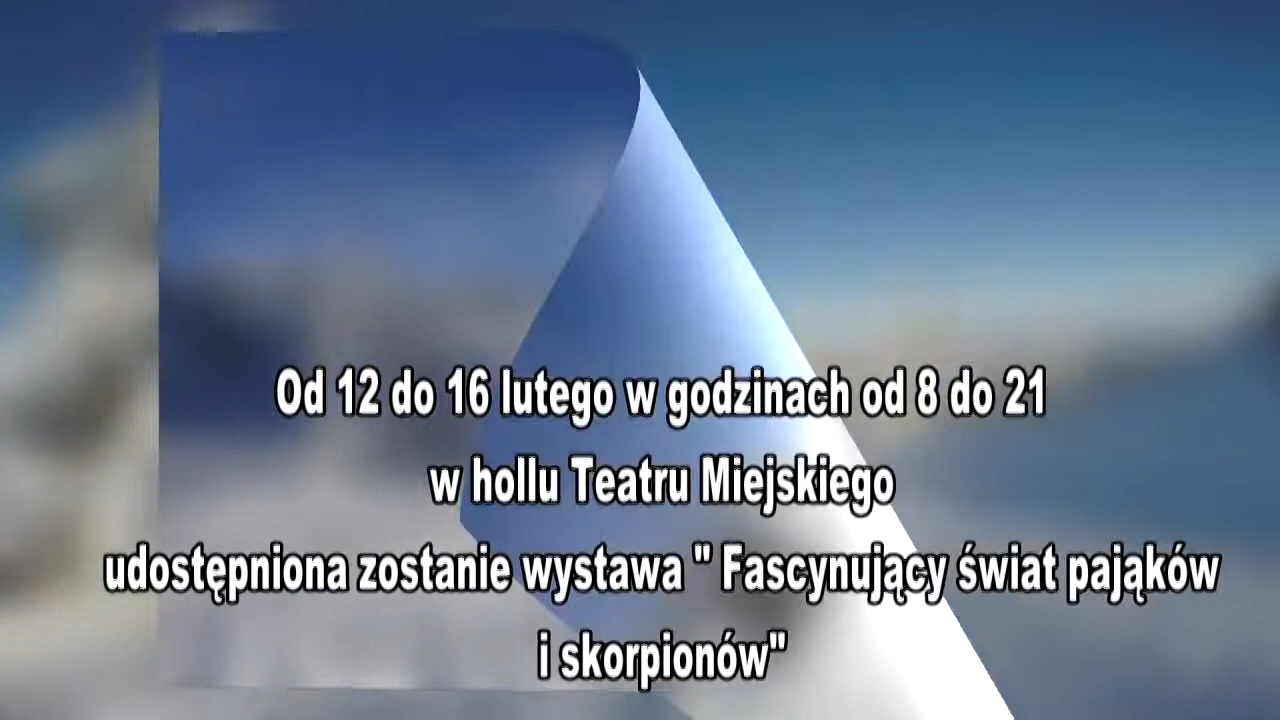 Od 12 do 16 lutego w godzinach od 8 do 21
w hollu Teatru Miejskiego
udostępniona zostanie wystawa " Fascynujący świat pająków
i skorpionów"